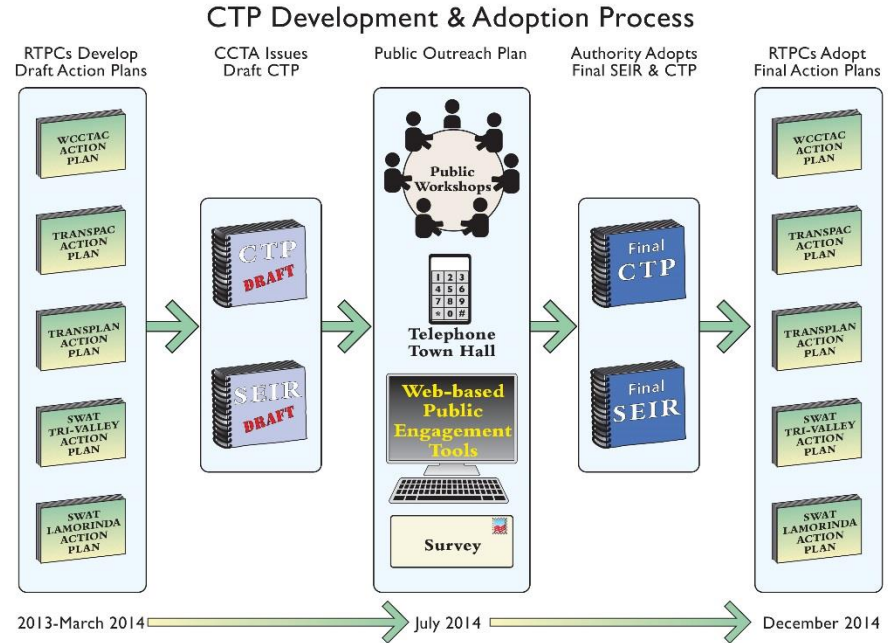 CTP Development & Adoption Process
RTPCs Develop
Draft Action Plans
CCTA Issues
Draft CTP
Public Outreach Plan
Authority Adopts
Final SEIR & CTP
RTPCs Adopt
Final Action Plans
WCCTAC
ACTION
PLAN
TRANSPAC
ACTION
PLAN
TRANSPLAN
ACTION
PLAN
SWAT
TRI-VALLEY
ACTION
PLAN
SWAT
LAMORINDA
ACTION
PLAN
CTP
DRAFT
SEIR
DRAFT
Public
Workshops
1 2 3
4 5 6
7 8 9
* 0 #
Telephone
Town Hall
Web-based
Public
Engagement
Tools
Survey
Final
CTP
Final
SEIR
WCCTAC
ACTION
PLAN
TRANSPAC
ACTION
PLAN
TRANSPLAN
ACTION
PLAN
SWAT
TRI-VALLEY
ACTION
PLAN
SWAT
LAMORINDA
ACTION
PLAN
2013-March 2014
July 2014
December 2014